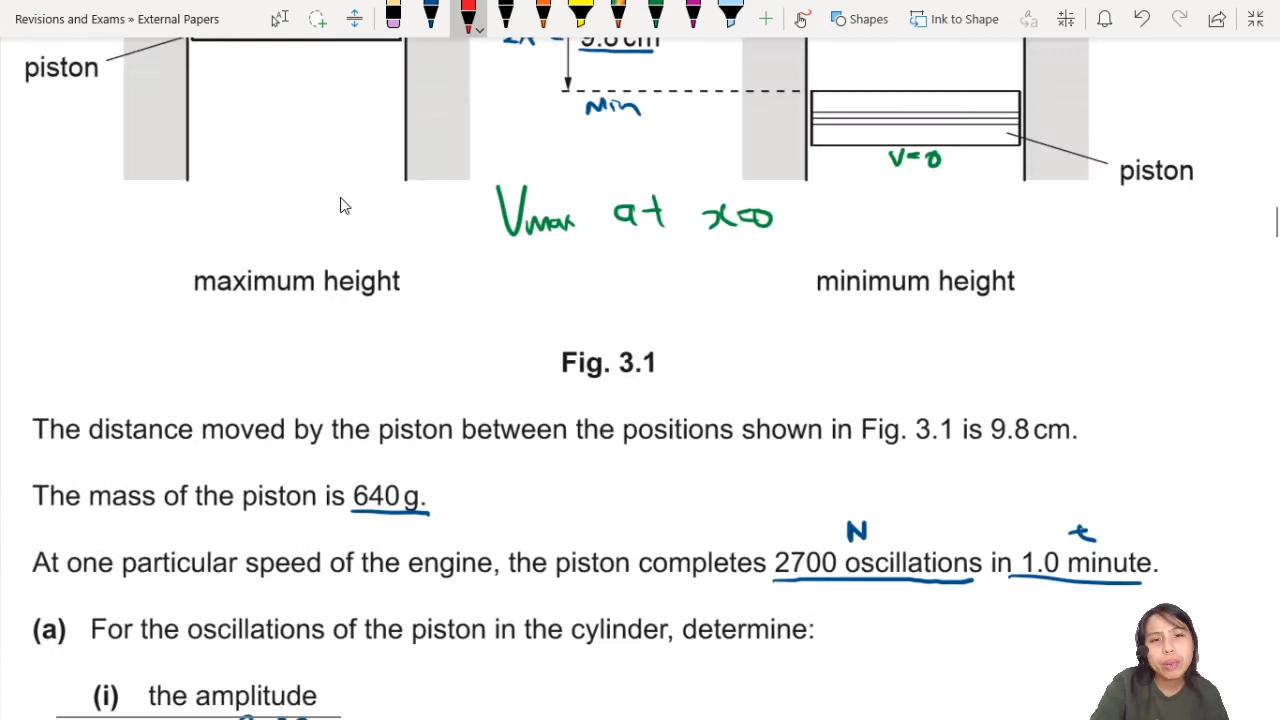 Revisions and Exams » External Papers
Shapes
Ink to Shape
piston
2A = 9.8 cm
Min
v=0
piston
Vmax at x=0
maximum height
minimum height
Fig. 3.1
The distance moved by the piston between the positions shown in Fig. 3.1 is 9.8 cm.
The mass of the piston is 640 g.
N t
At one particular speed of the engine, the piston completes 2700 oscillations in 1.0 minute.
(a) For the oscillations of the piston in the cylinder, determine:
(i) the amplitude